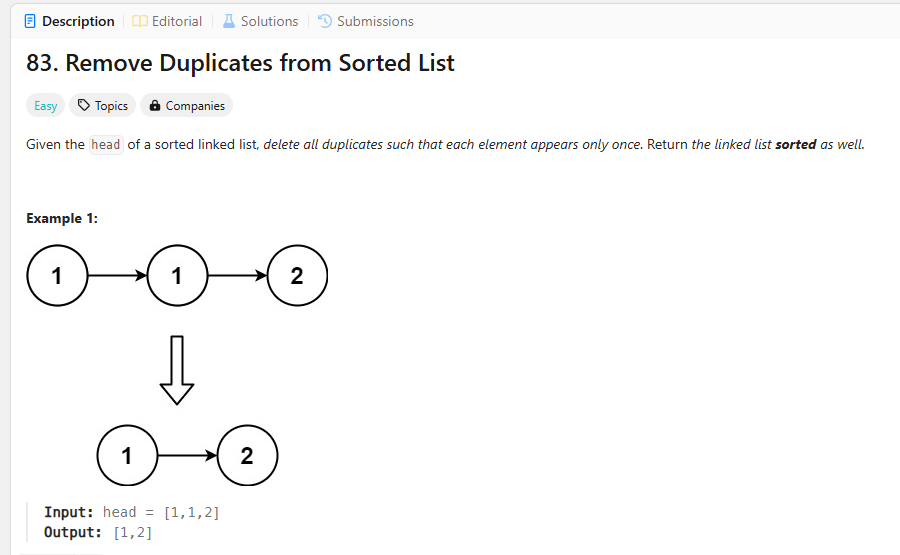 Description Editorial Solutions Submissions
83. Remove Duplicates from Sorted List
Easy Topics Companies
Given the head of a sorted linked list, delete all duplicates such that each element appears only once. Return the linked list sorted as well.
Example 1:
1 1 2
1 2
Input: head = [1,1,2]
Output: [1,2]